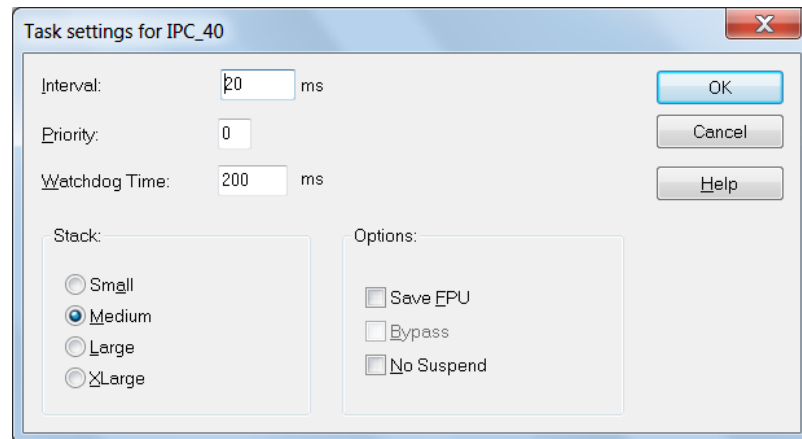 Task settings for IPC_40
Interval: 20 ms
OK
Priority: 0
Cancel
Watchdog Time: 200 ms
Help
Stack:
Small
Medium
Large
XLarge
Options:
Save FPU
Bypass
No Suspend